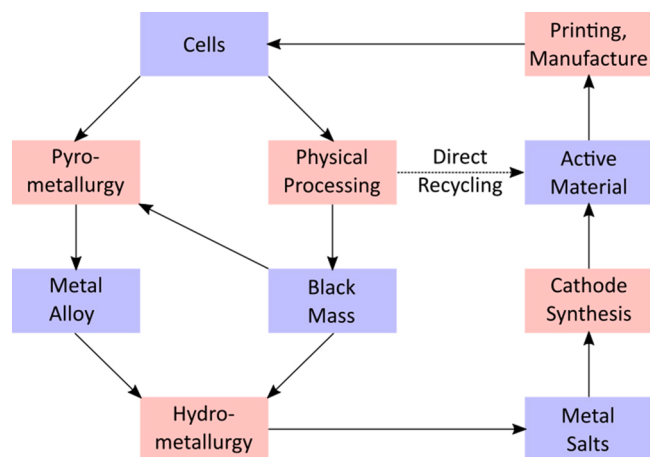 Cells
Printing,
Manufacture
Pyro-
metallurgy
Physical
Processing
Direct
Recycling
Active
Material
Metal
Alloy
Black
Mass
Cathode
Synthesis
Hydro-
metallurgy
Metal
Salts